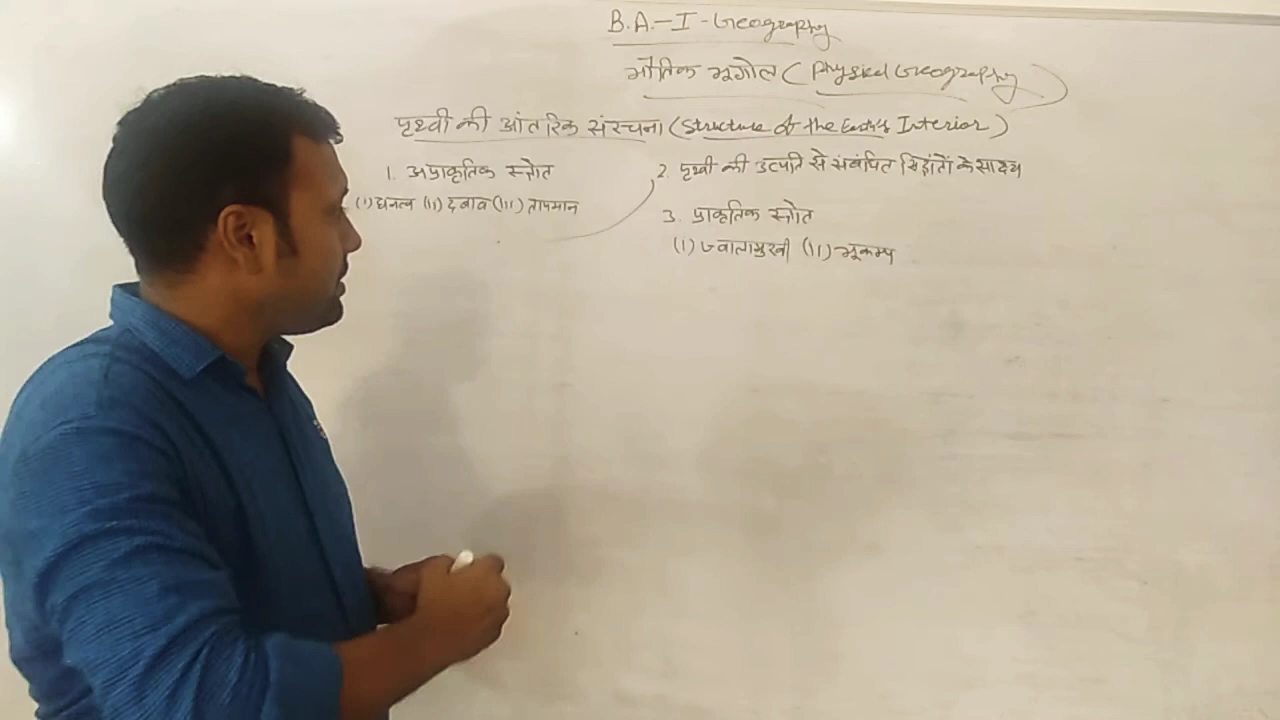 B.A.-I-Geography
भौतिक भूगोल (Physical Geography)
पृथ्वी की आंतरिक संरचना (Structure of the Earth's Interior)
1. अप्राकृतिक स्त्रोत
(I) घनत्व (II) दबाव (III) तापमान
2. पृथ्वी की उत्पति से संबंधित सिद्वांतों के साक्ष्य
3. प्राकृतिक स्त्रोत
(I) ज्वालामुखी (II) भूकम्प